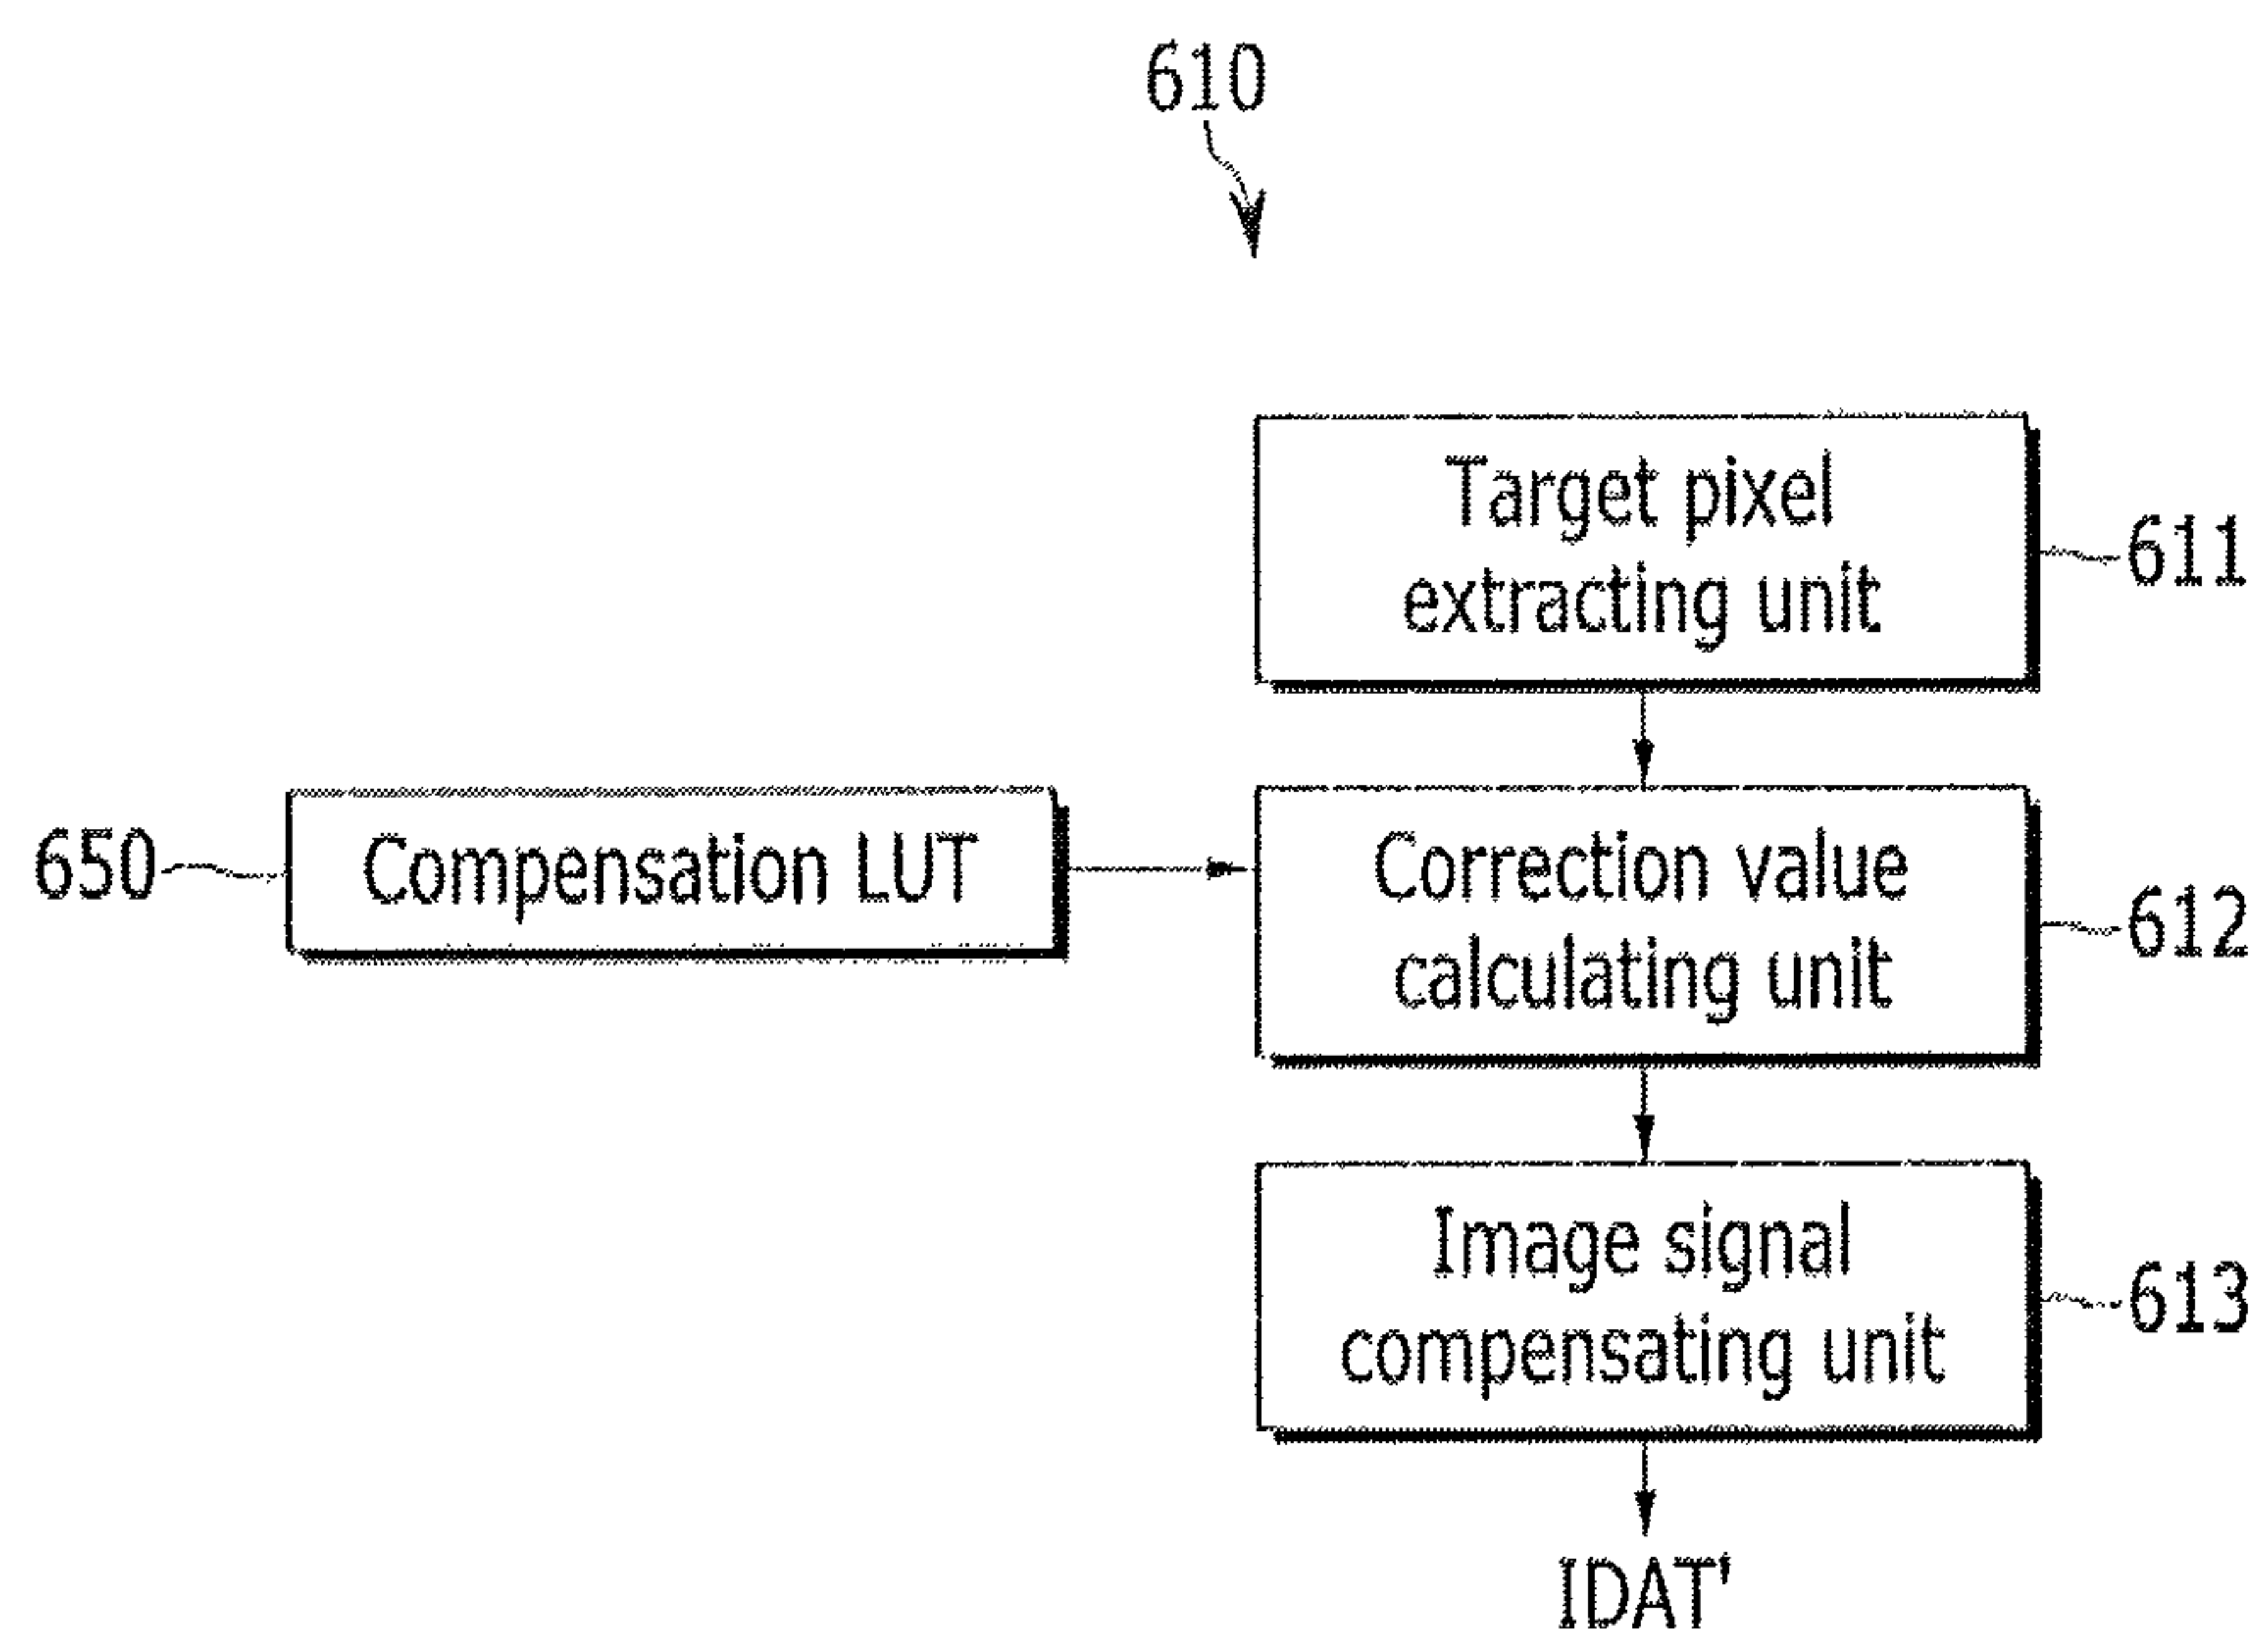 610
Target pixel
extracting unit
611
650
Compensation LUT
Correction value
calculating unit
612
Image signal
compensating unit
613
IDAT'